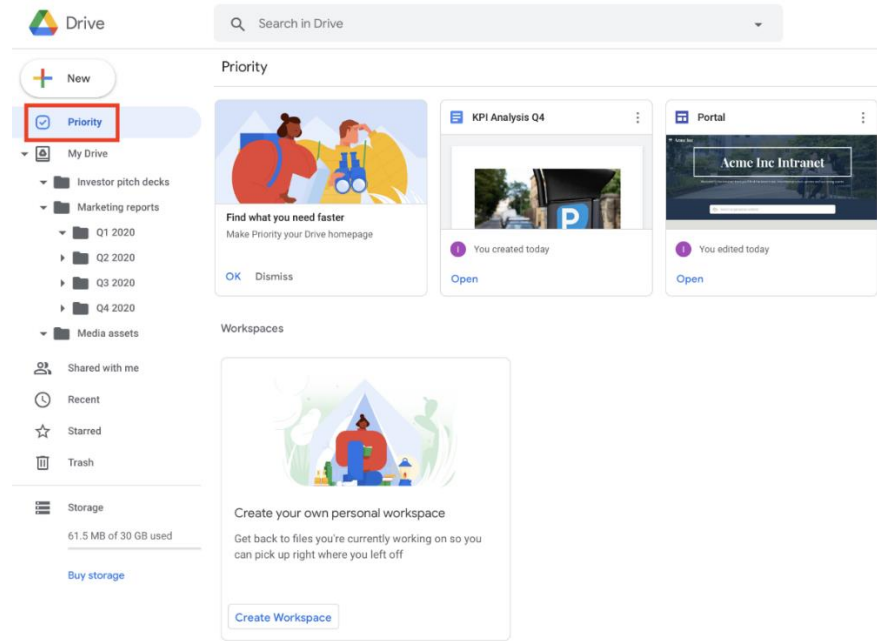 Drive
Search in Drive
New
Priority
My Drive
Investor pitch decks
Marketing reports
Q1 2020
Q2 2020
Q3 2020
Q4 2020
Media assets
Shared with me
Recent
Starred
Trash
Storage
61.5 MB of 30 GB used
Buy storage
Priority
Find what you need faster
Make Priority your Drive homepage
OK Dismiss
KPI Analysis Q4
P
You created today
Open
Portal
Acme Inc
Acme Inc Intranet
I You edited today
Open
Workspaces
Create your own personal workspace
Get back to files you're currently working on so you
can pick up right where you left off
Create Workspace